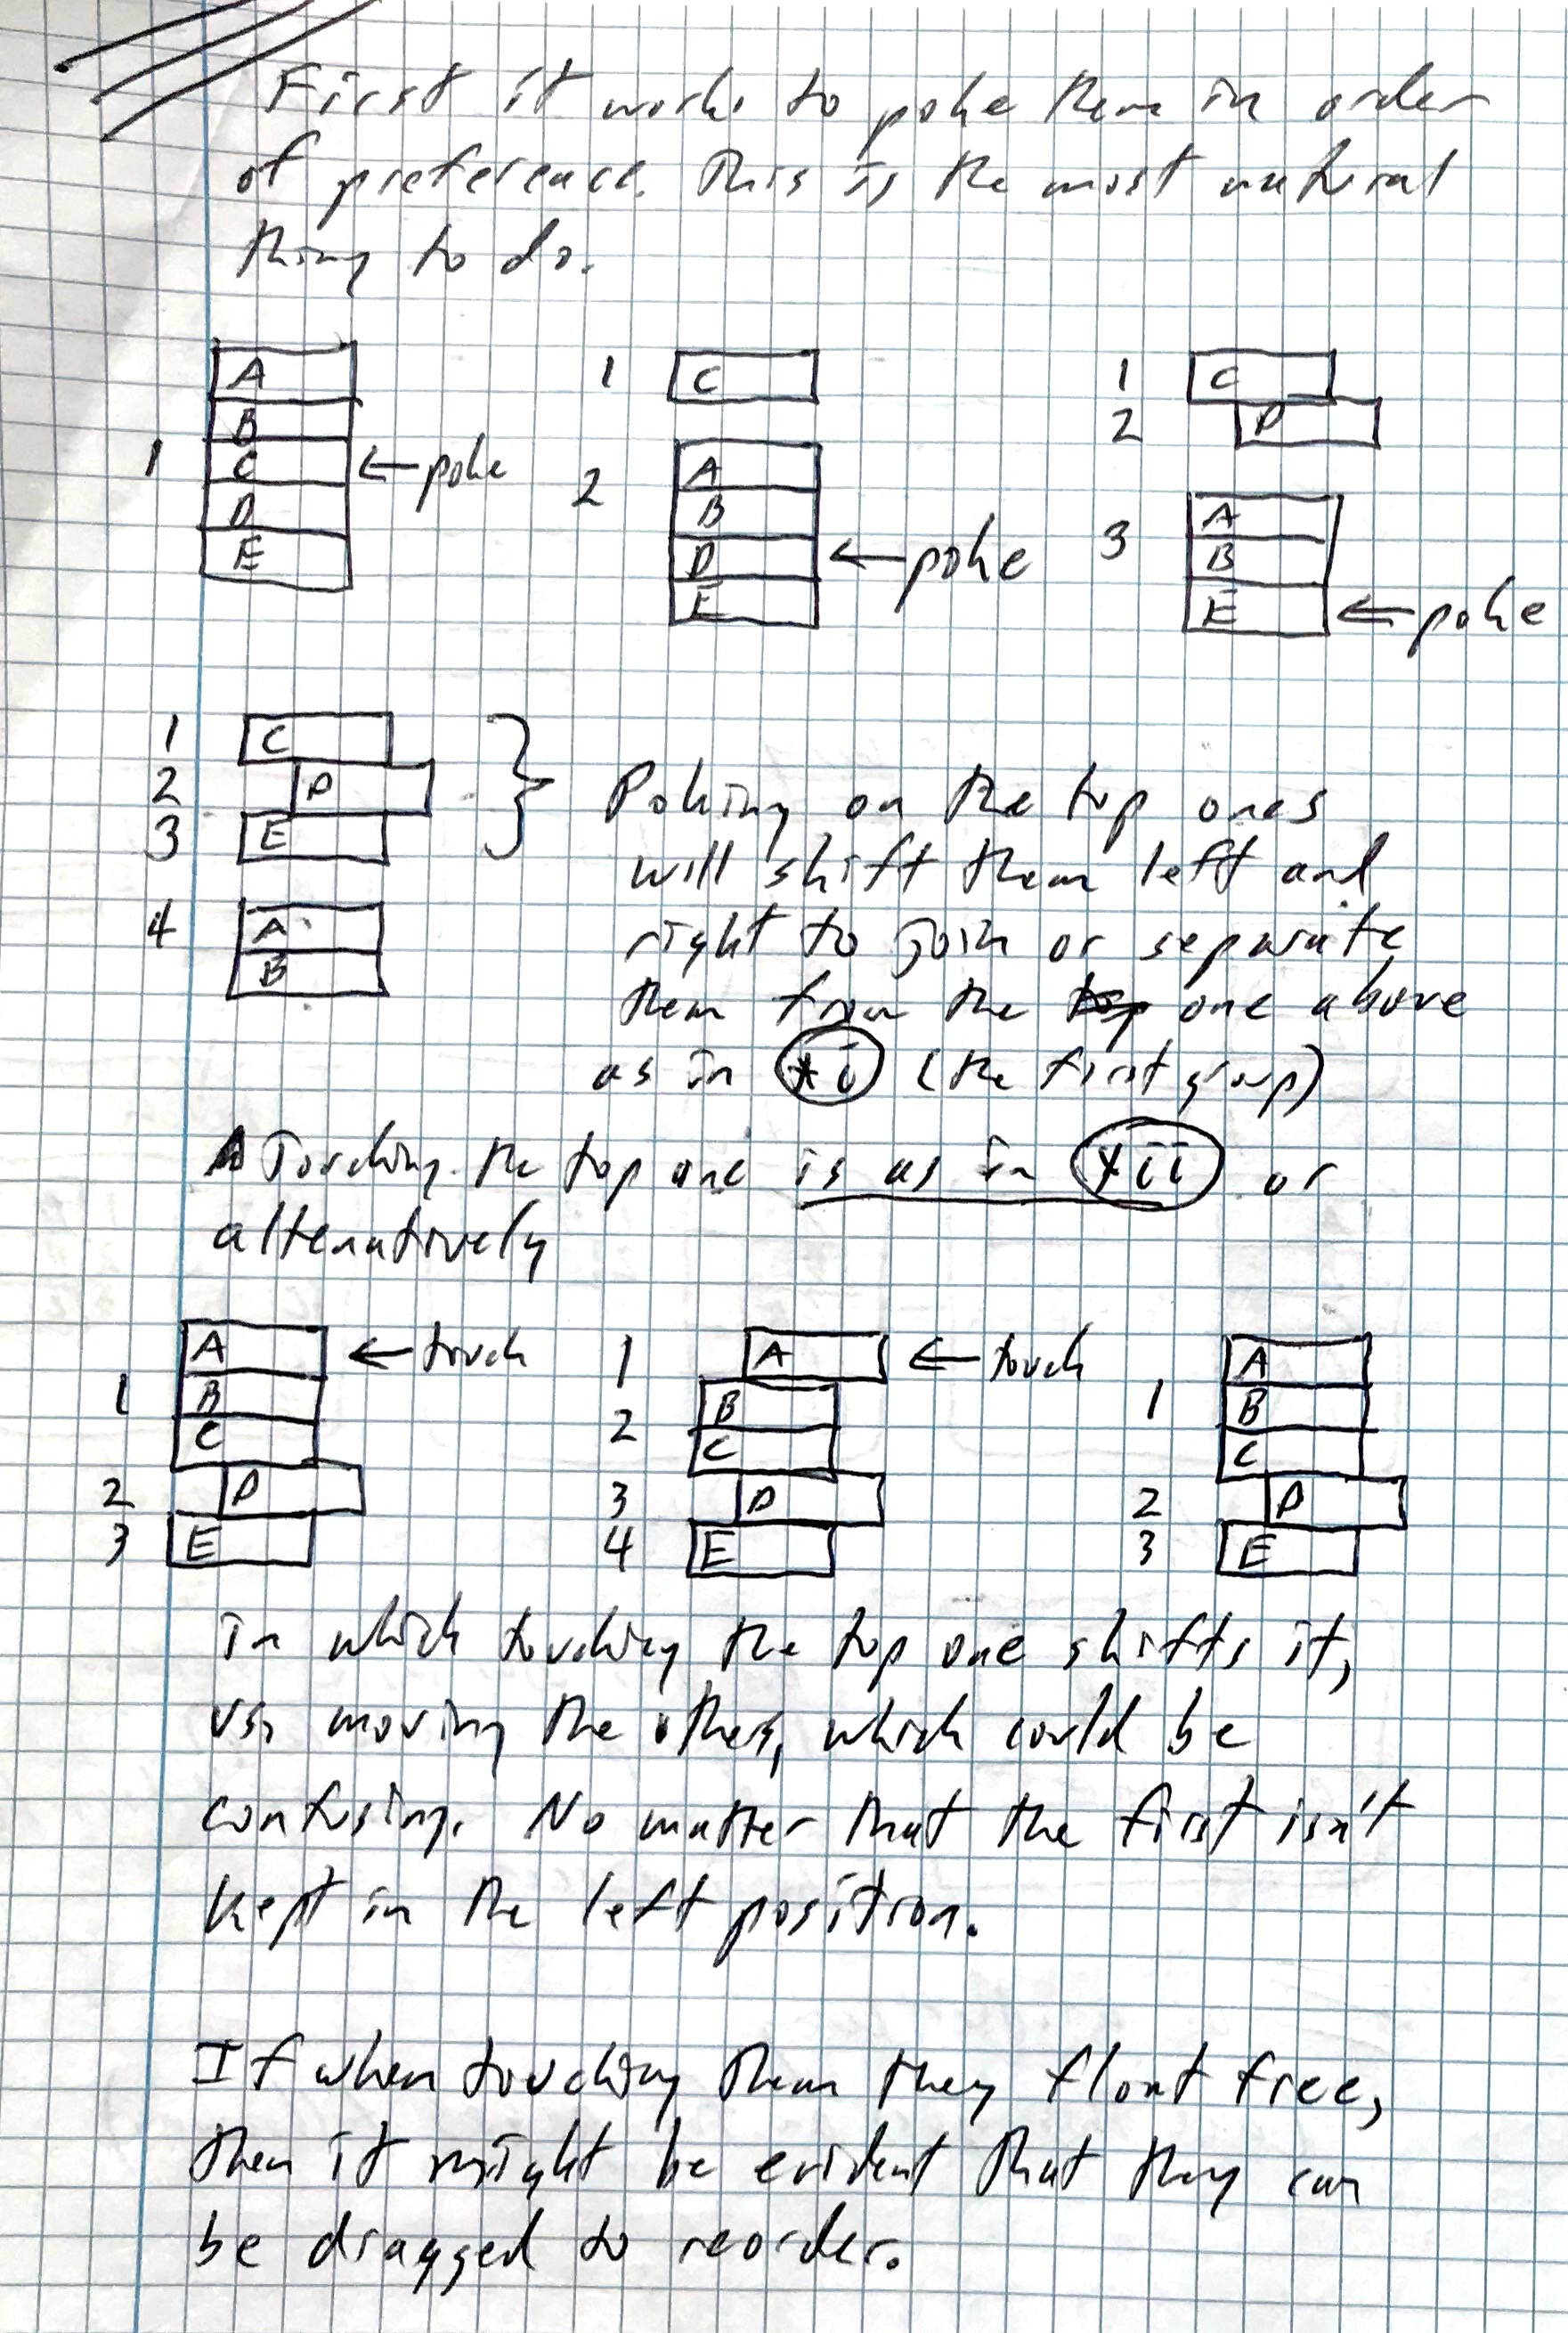 First it works to poke them in order
of preference. This is the most natural
thing to do.
A
B
1 C ← poke
D
E
1 C
2 A
B
D ← poke
E
1 C
2 D
3 A
B
E ← poke
1 C
2 D
3 E
4 A
B
Poking on the top ones
will shift them left and
right to join or separate
them from the top one above
as in *i (the first group)
Touching the top one is as in *ii or
alternatively
A ← touch
1 B
C
2 D
3 E
1 A ← touch
2 B
C
3 D
4 E
A
1 B
C
2 D
3 E
in which touching the top one shifts it,
vs. moving the others, which could be
confusing. No matter that the first isn't
kept in the left position.
If when touching them they float free,
then it might be evident that they can
be dragged to reorder.